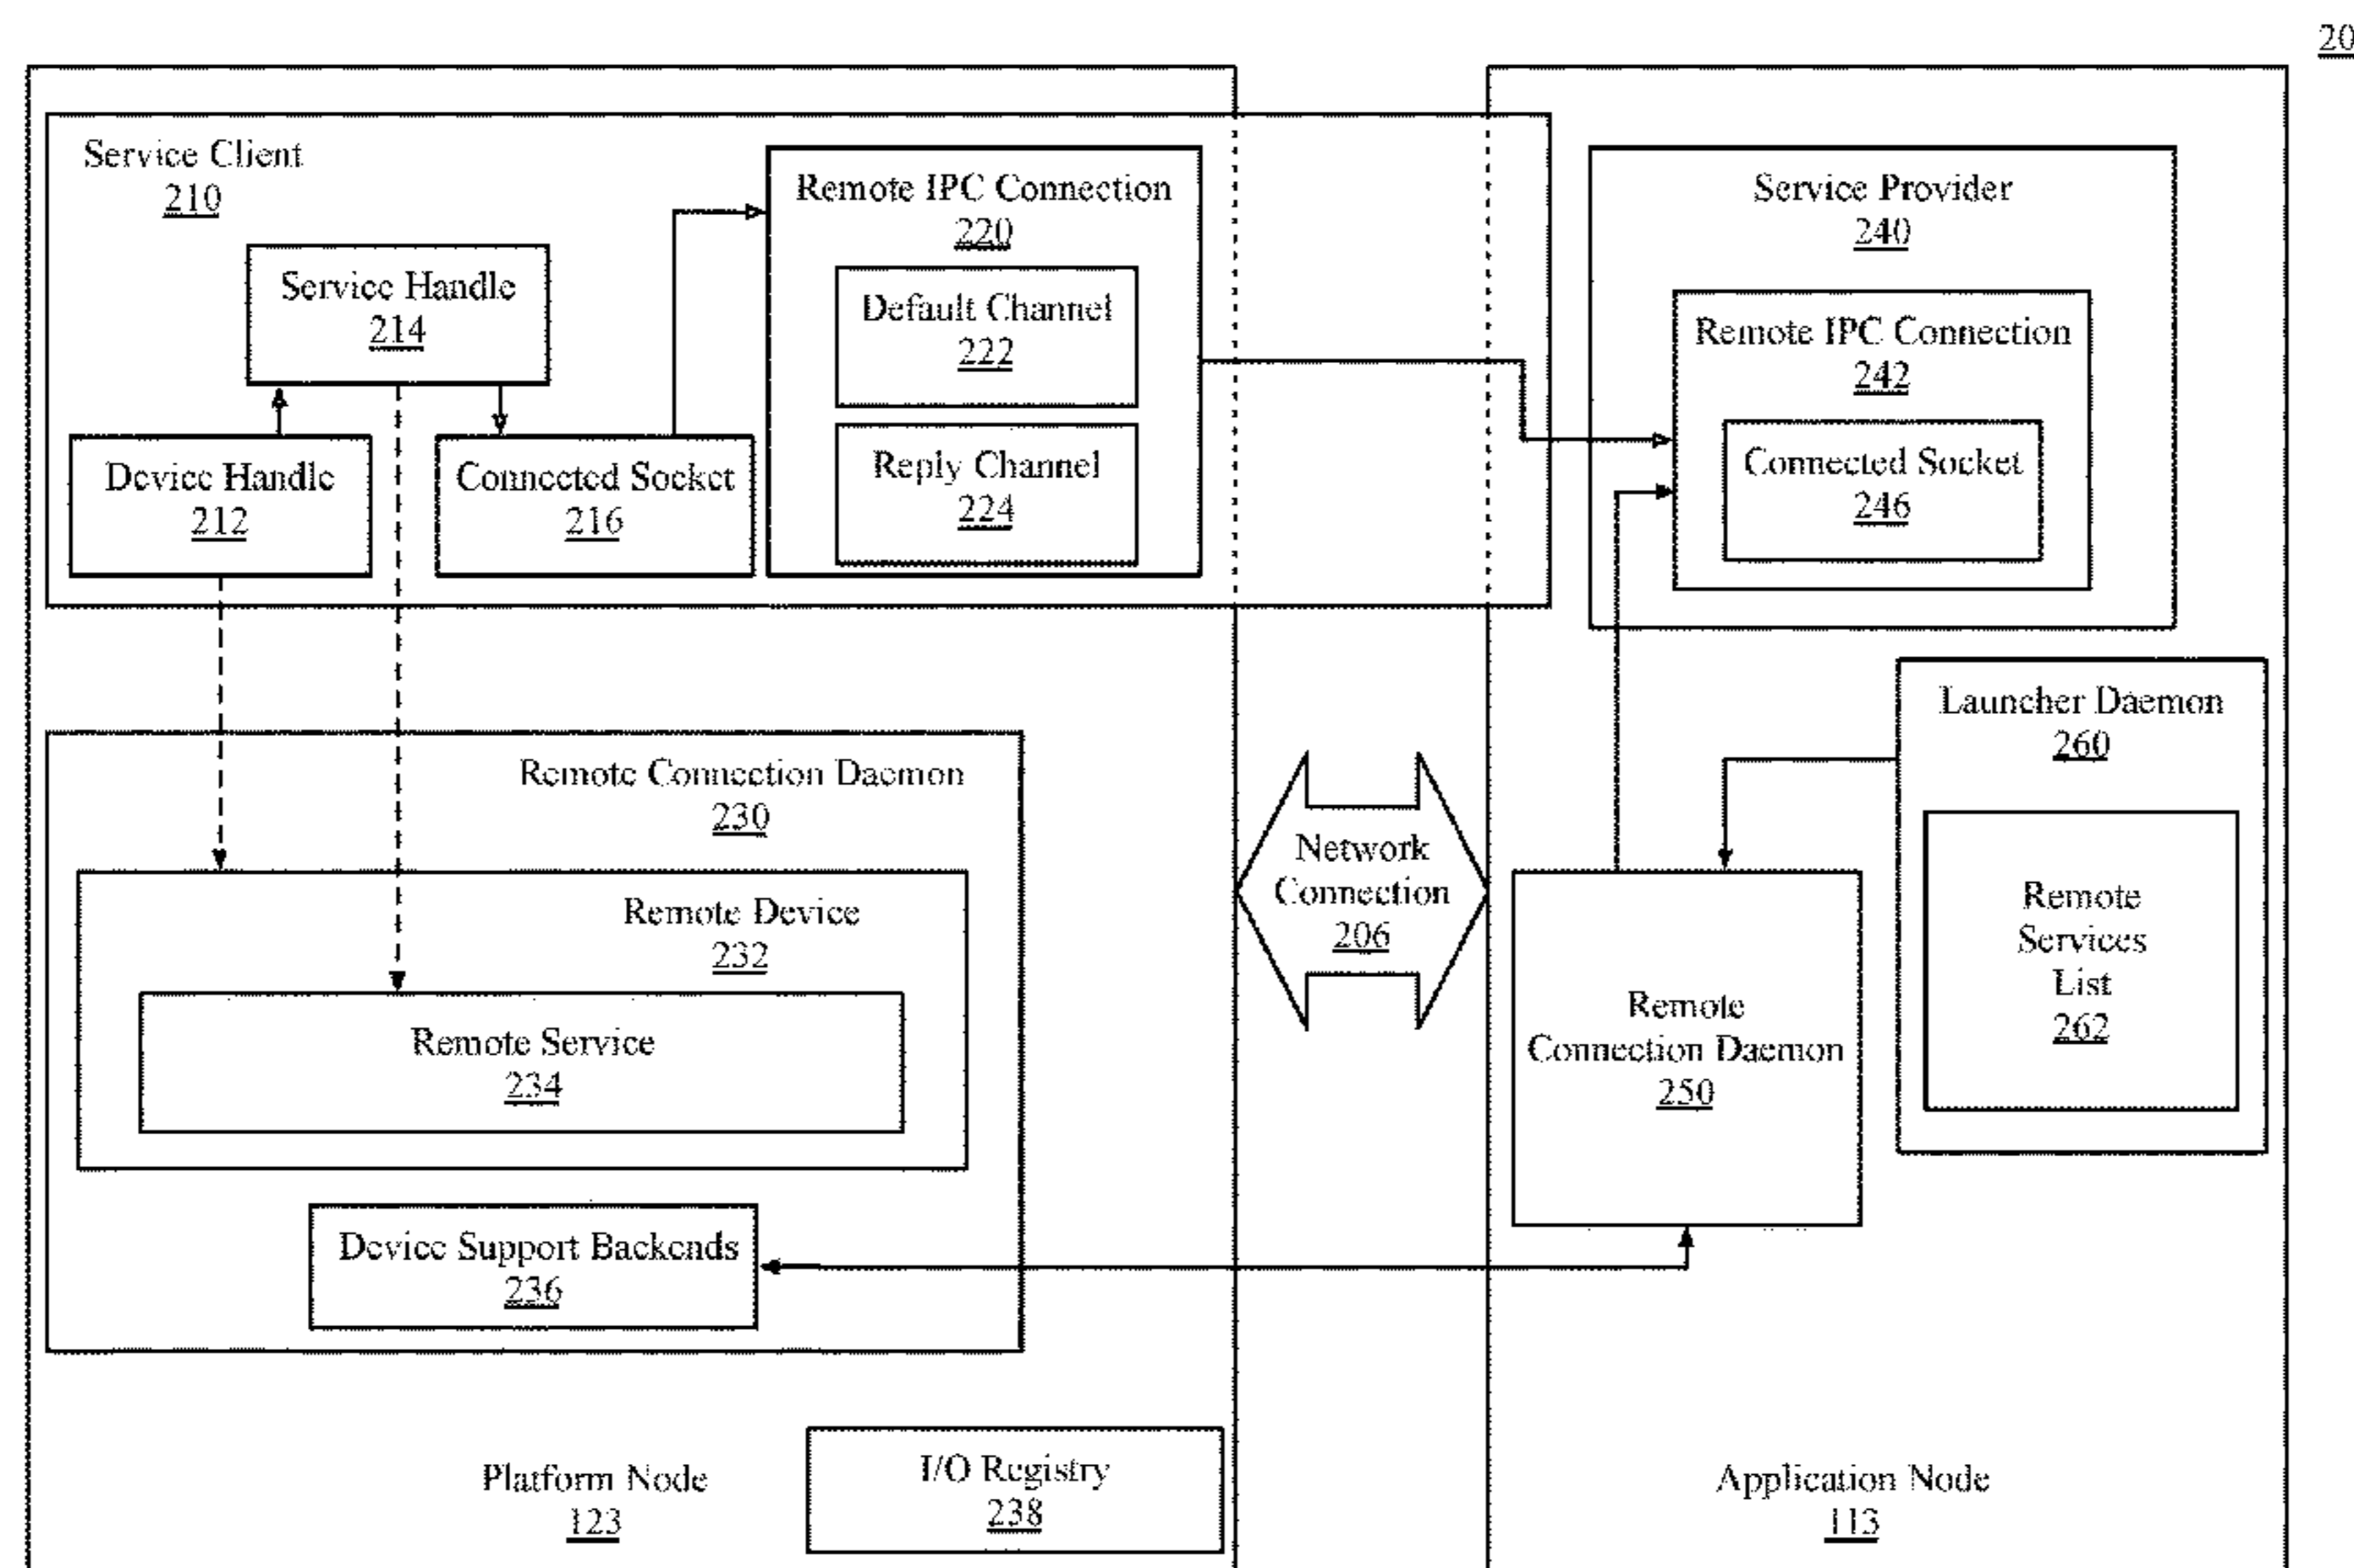 20
Service Client
210
Service Handle
214
Device Handle
212
Connected Socket
216
Remote IPC Connection
220
Default Channel
222
Reply Channel
224
Service Provider
240
Remote IPC Connection
242
Connected Socket
246
Remote Connection Daemon
230
Remote Device
232
Remote Service
234
Device Support Backends
236
Network
Connection
206
Launcher Daemon
260
Remote
Services
List
262
Remote
Connection Daemon
250
Platform Node
123
I/O Registry
238
Application Node
113